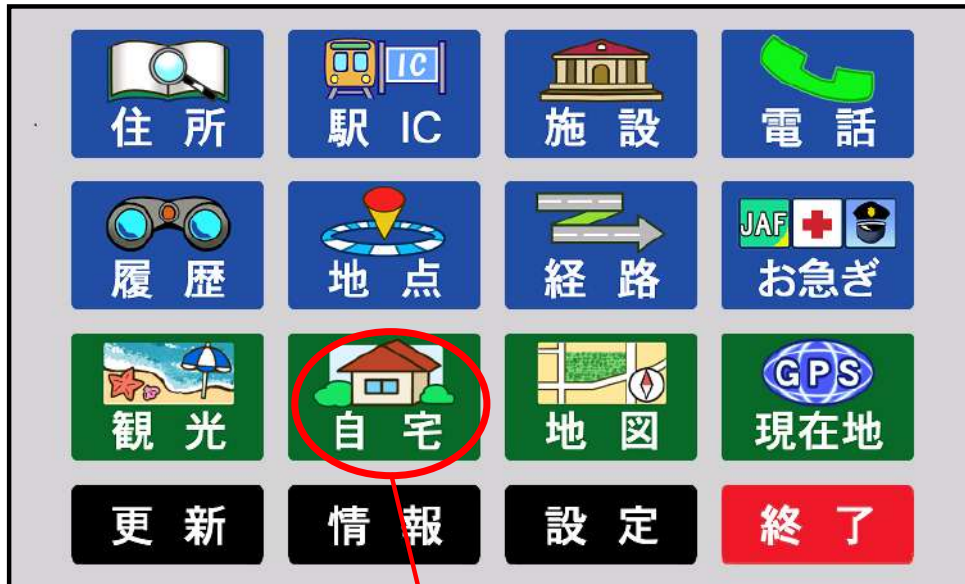 IC
住所
駅 IC
施設
電話
JAF
履歴
地点
経路
お急ぎ
GPS
観光
自宅
地図
現在地
更新
情報
設定
終了